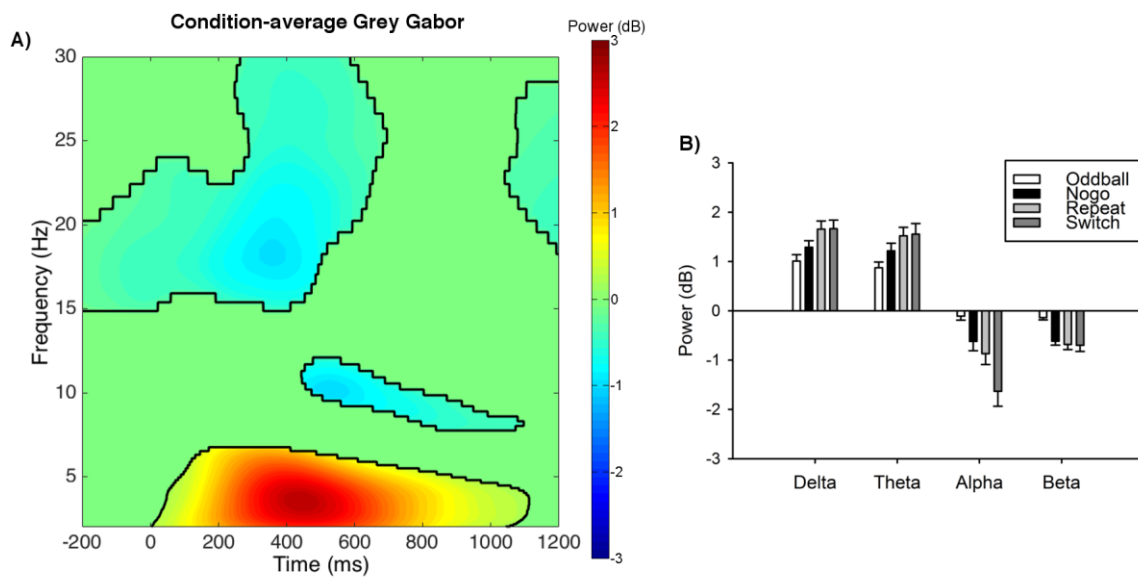 A)
Condition-average Grey Gabor
Power (dB)
Frequency (Hz)
30
25
20
15
10
5
-200
0
200
400
600
800
1000
1200
Time (ms)
3
2
1
0
-1
-2
-3
B)
Power (dB)
3
2
1
0
-1
-2
-3
Oddball
Nogo
Repeat
Switch
Delta
Theta
Alpha
Beta